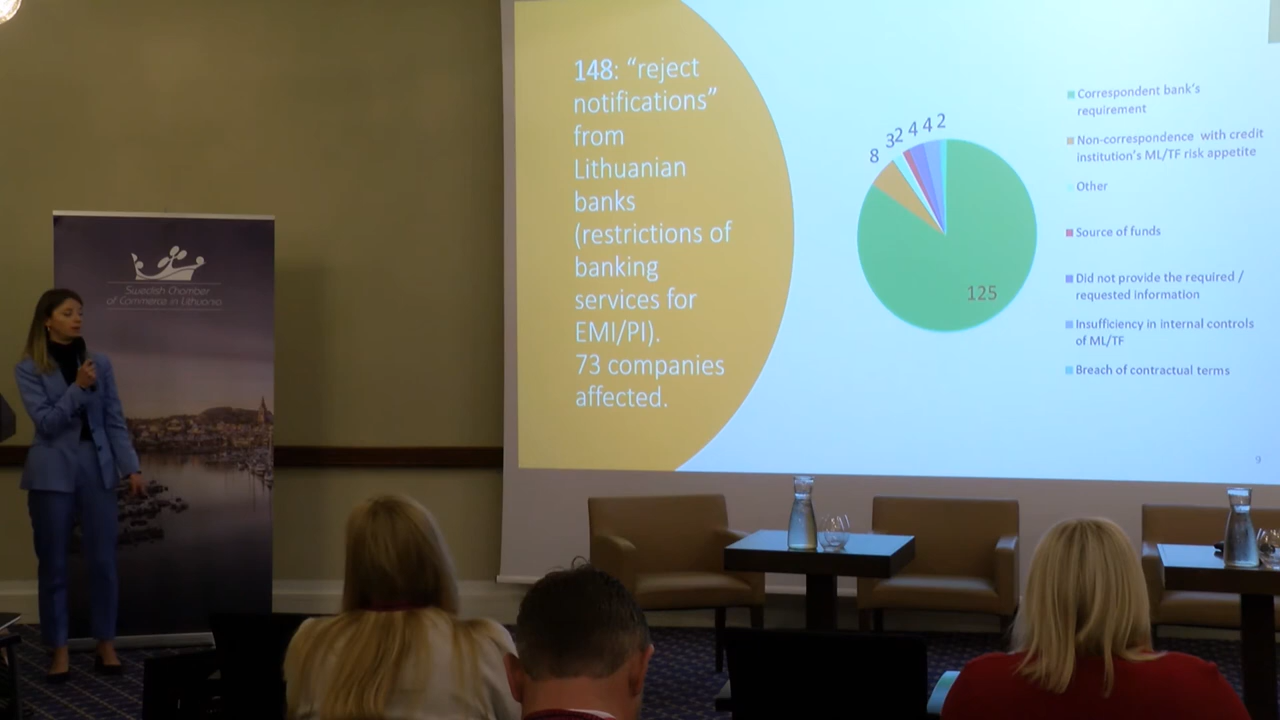 148: “reject
notifications”
from
Lithuanian
banks
(restrictions of
banking
services for
EMI/PI).
73 companies
affected.
8
3
2
4
4
2
125
Correspondent bank's
requirement
Non-correspondence with credit
institution's ML/TF risk appetite
Other
Source of funds
Did not provide the required /
requested information
Insufficiency in internal controls
of ML/TF
Breach of contractual terms
9
Swedish Chamber
of Commerce in Lithuania